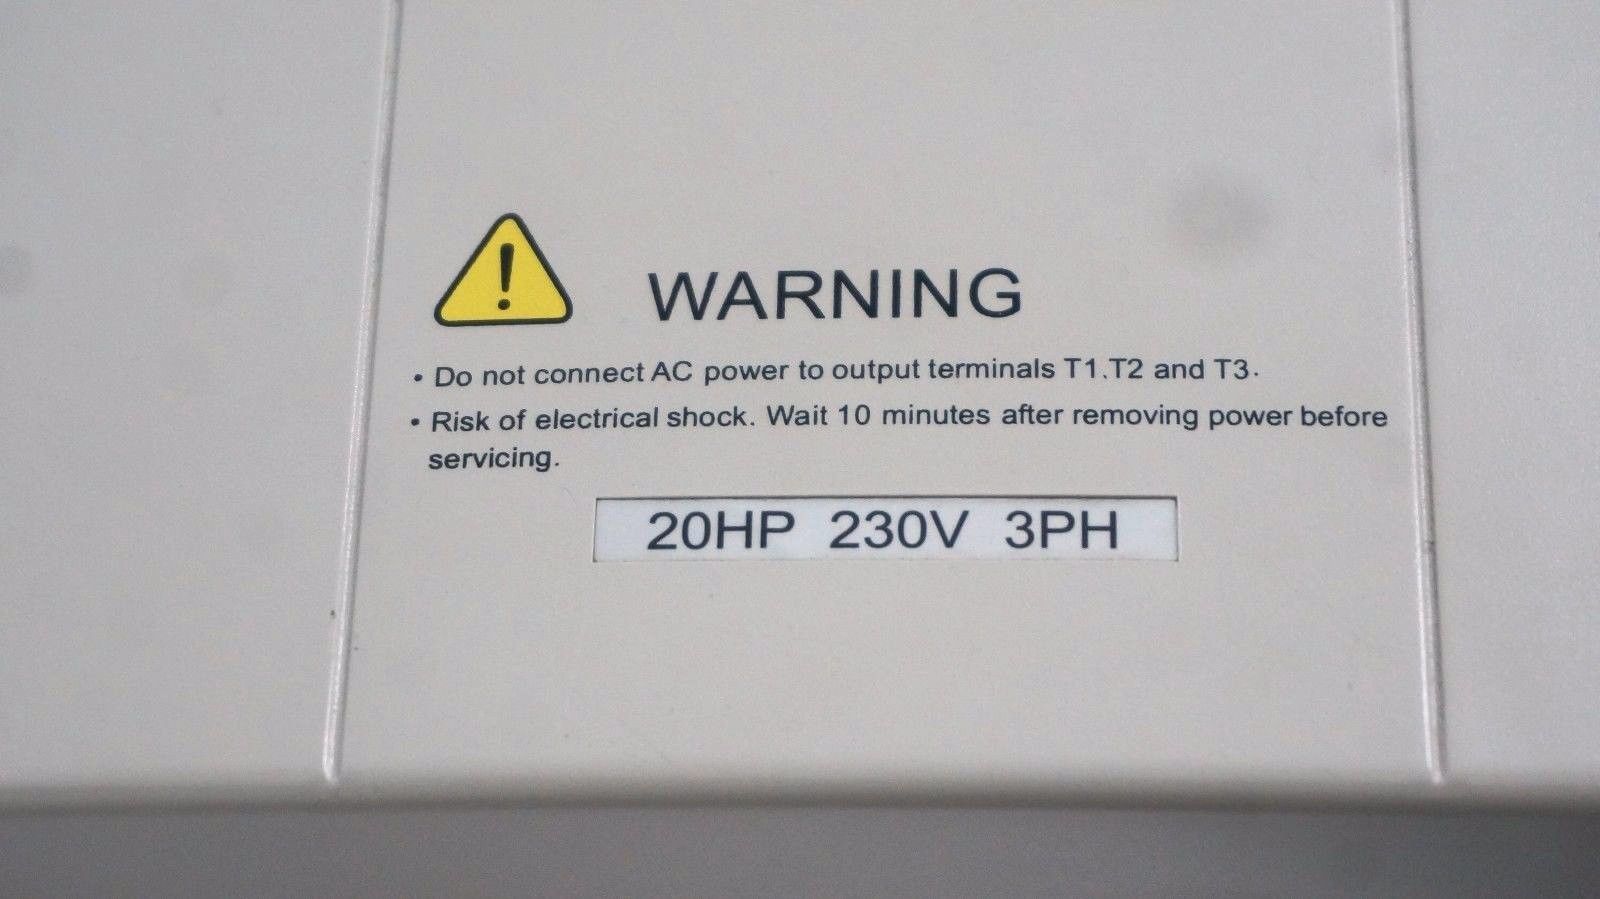 WARNING
• Do not connect AC power to output terminals T1.T2 and T3.
• Risk of electrical shock. Wait 10 minutes after removing power before
servicing.
20HP 230V 3PH